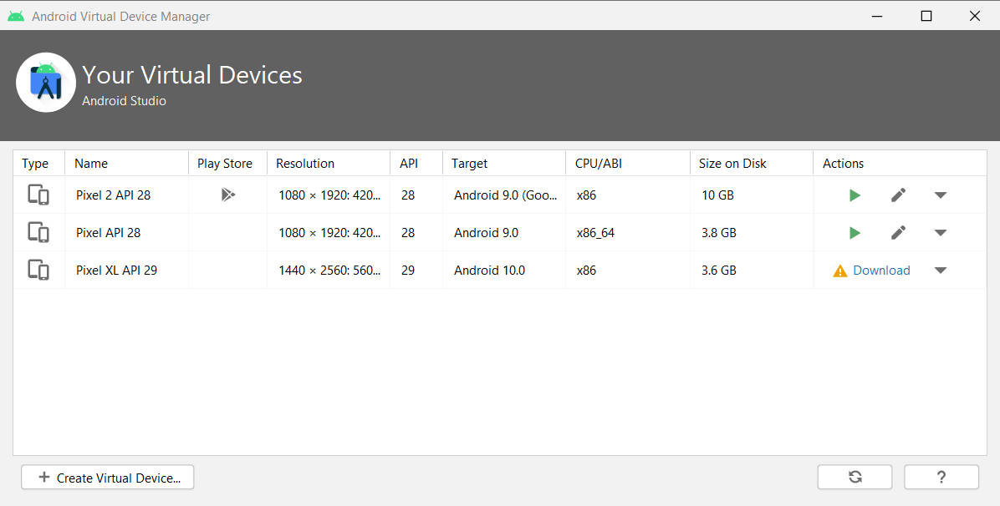 Android Virtual Device Manager
Your Virtual Devices
Android Studio
Type Name Play Store Resolution API Target CPU/ABI Size on Disk Actions
Pixel 2 API 28 1080 × 1920: 420... 28 Android 9.0 (Goo... x86 10 GB
Pixel API 28 1080 × 1920: 420... 28 Android 9.0 x86_64 3.8 GB
Pixel XL API 29 1440 × 2560: 560... 29 Android 10.0 x86 3.6 GB Download
+ Create Virtual Device... ?